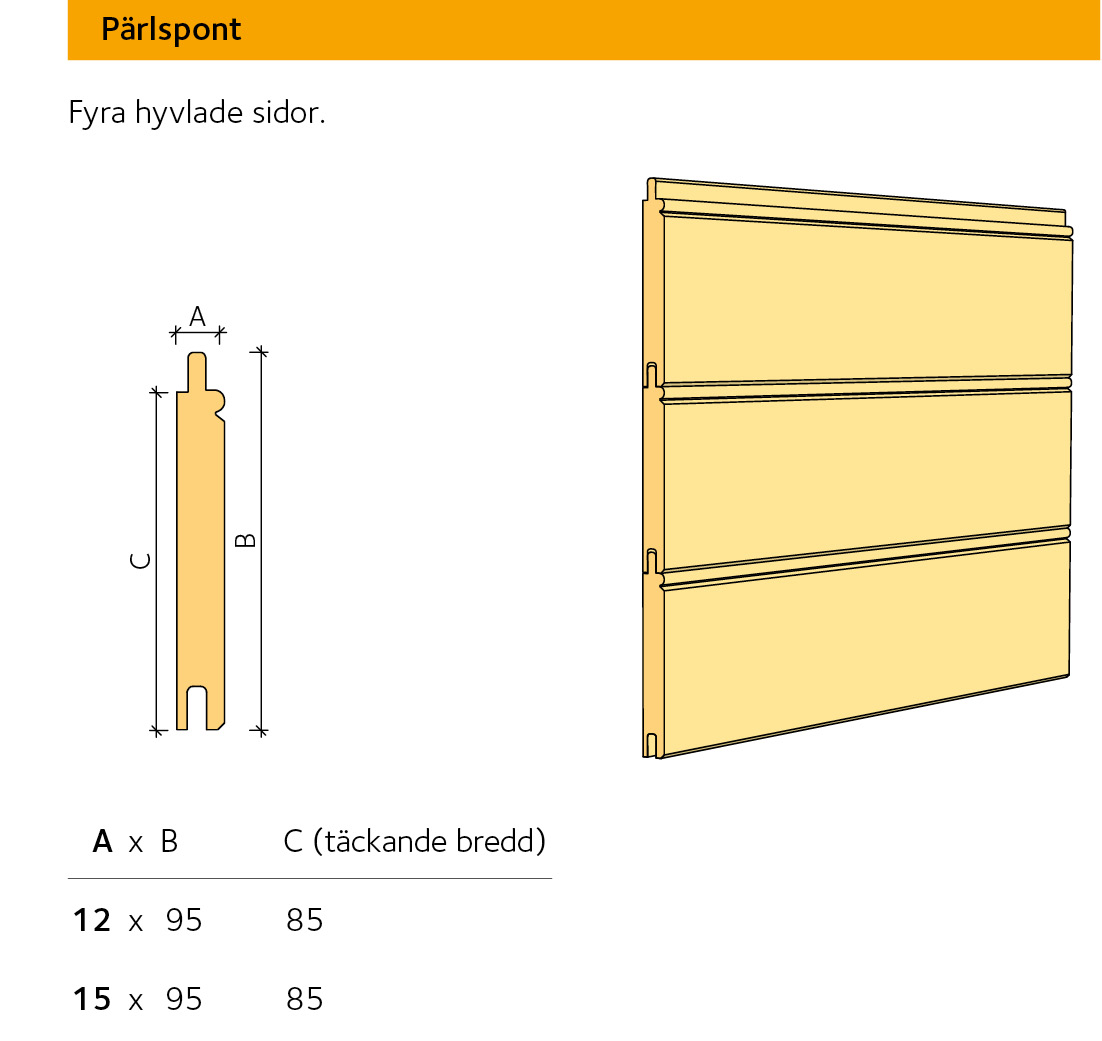 Pärlspont
Fyra hyvlade sidor.
A
C
B
A x B C (täckande bredd)
12 x 95 85
15 x 95 85